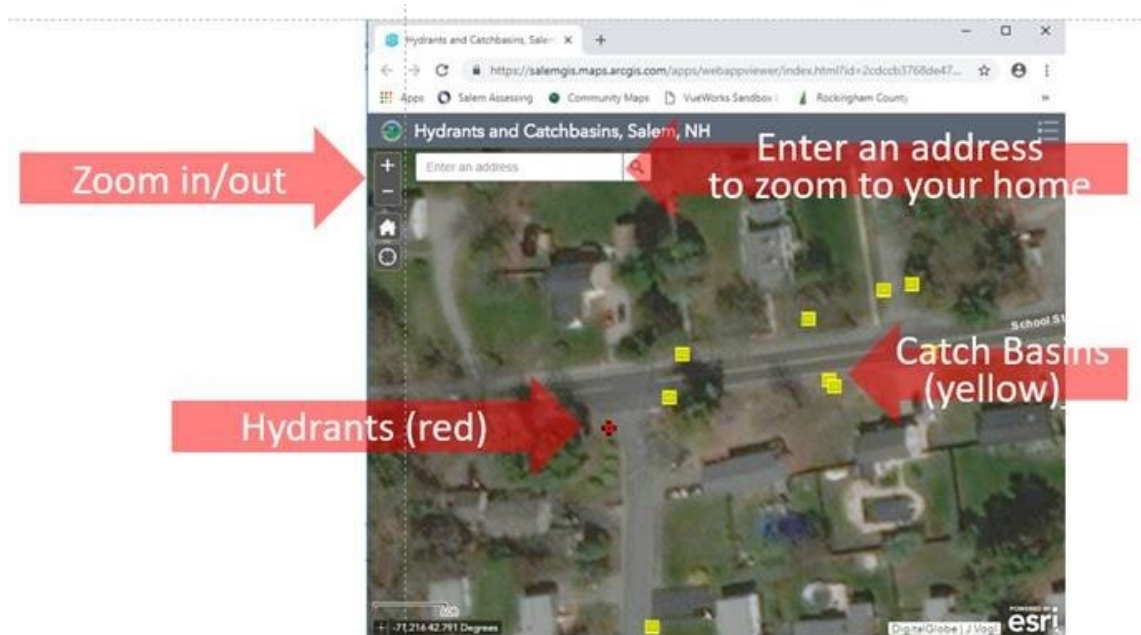 Hydrants and Catchbasins, Salem
https://salemgis.maps.arcgis.com/apps/webappviewer/index.html?id=2cdccb3768de47...
Apps Salem Assessing Community Maps VueWorks Sandbox Rockingham County
Hydrants and Catchbasins, Salem, NH
Enter an address
Zoom in/out
Enter an address
to zoom to your home
School St
Catch Basins
(yellow)
Hydrants (red)
-71.216 42.791 Degrees
DigitalGlobe |
POWERED BY
esri